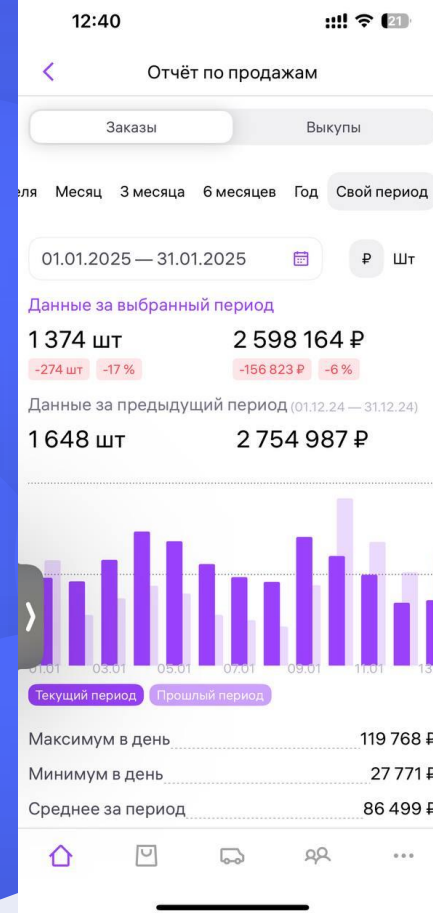 12:40
21
Отчёт по продажам
Заказы Выкупы
Месяц 3 месяца 6 месяцев Год Свой период
01.01.2025 — 31.01.2025 ₽ Шт
Данные за выбранный период
1 374 шт 2 598 164 ₽
-274 шт -17 % -156 823 ₽ -6 %
Данные за предыдущий период (01.12.24 — 31.12.24)
1 648 шт 2 754 987 ₽
01.01 03.01 05.01 07.01 09.01 11.01 13
Текущий период Прошлый период
Максимум в день 119 768 ₽
Минимум в день 27 771 ₽
Среднее за период 86 499 ₽